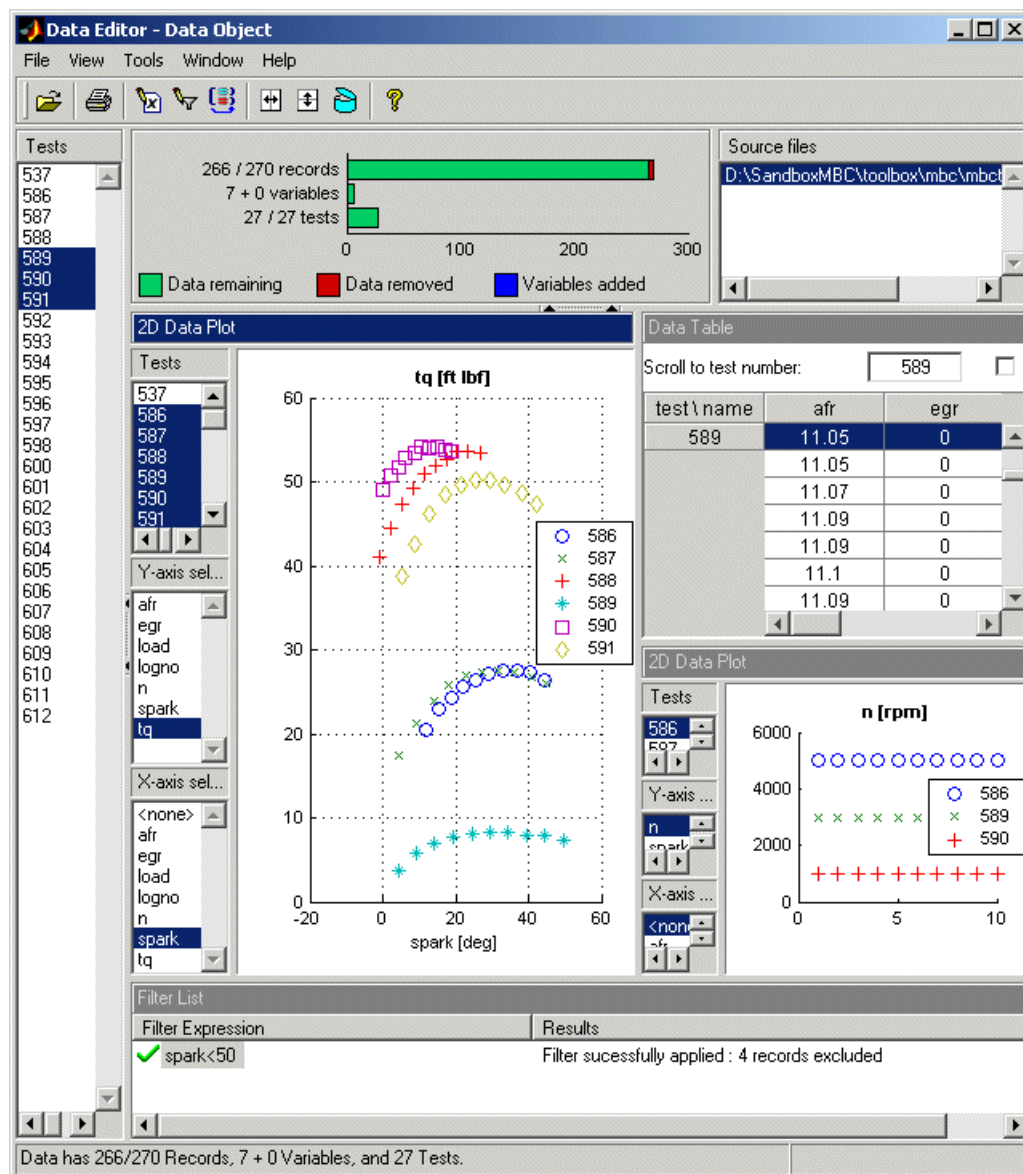 Data Editor - Data Object
File View Tools Window Help
Tests
537
586
587
588
589
590
591
592
593
594
595
596
597
598
600
601
602
603
604
605
606
607
608
609
610
611
612
266 / 270 records
7 + 0 variables
27 / 27 tests
0 100 200 300
Data remaining Data removed Variables added
Source files
D:\SandboxMBC\toolbox\mbc\mbct
2D Data Plot
Tests
537
586
587
588
589
590
591
Y-axis sel...
afr
egr
load
logno
n
spark
tq
X-axis sel...
<none>
afr
egr
load
logno
n
spark
tq
tq [ft lbf]
60
50
40
30
20
10
0
-20 0 20 40 60
spark [deg]
586
587
588
589
590
591
Data Table
Scroll to test number: 589
test \ name afr egr
589 11.05 0
11.05 0
11.07 0
11.09 0
11.09 0
11.1 0
11.09 0
2D Data Plot
Tests
586
587
Y-axis ...
n
spark
X-axis ...
<none
afr
n [rpm]
6000
4000
2000
0
0 5 10
586
589
590
Filter List
Filter Expression Results
spark<50 Filter sucessfully applied : 4 records excluded
Data has 266/270 Records, 7 + 0 Variables, and 27 Tests.